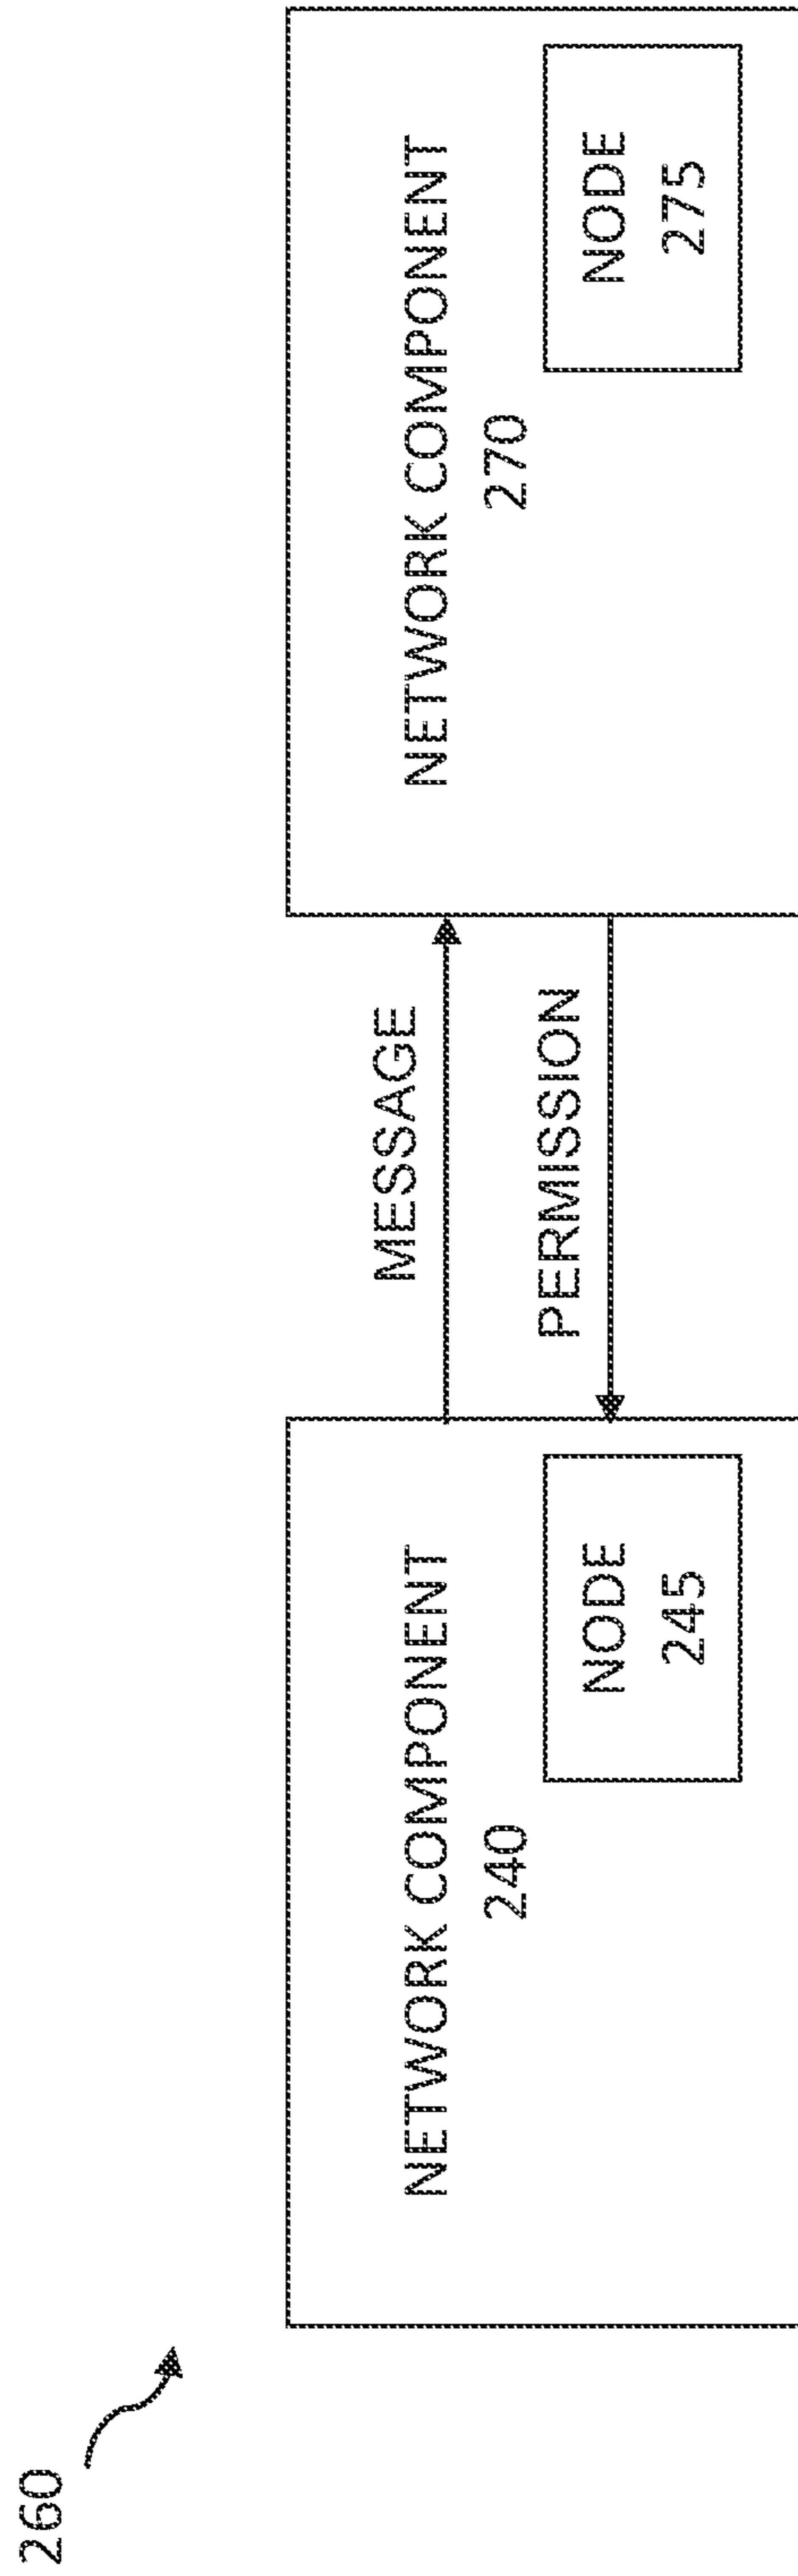 260
NETWORK COMPONENT
240
NODE
245
MESSAGE
PERMISSION
NETWORK COMPONENT
270
NODE
275